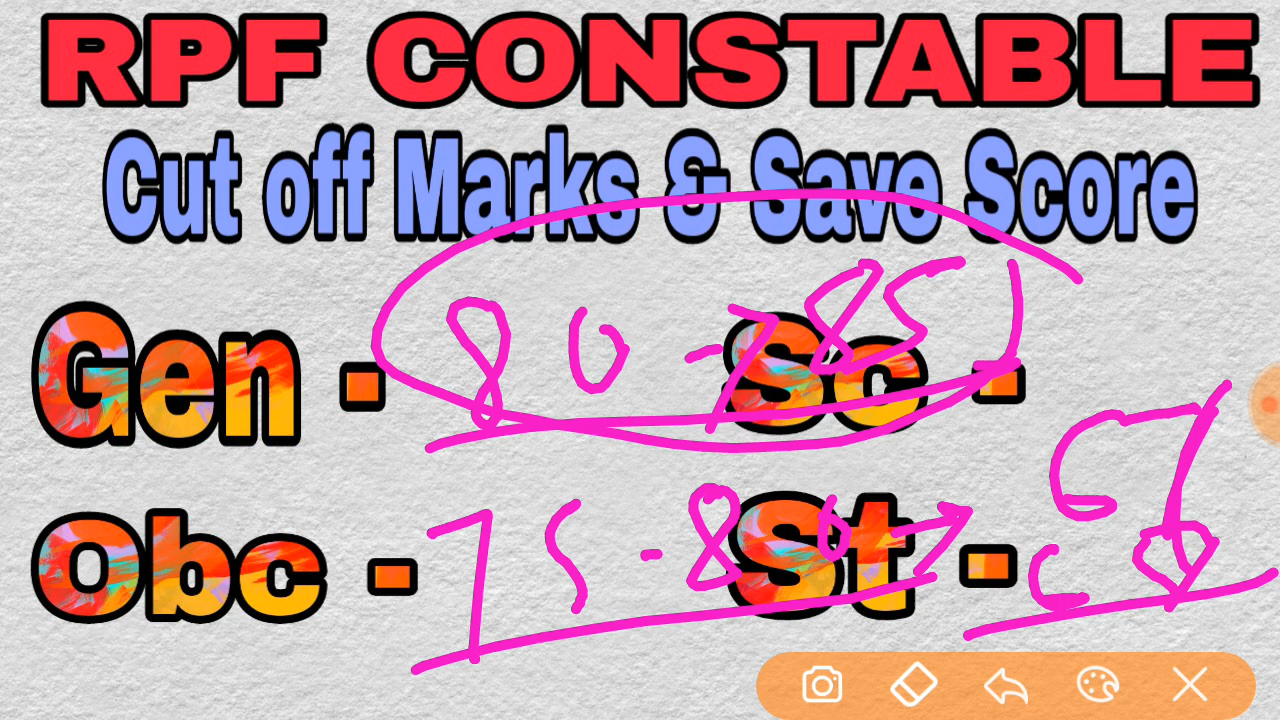 RPF CONSTABLE
Cut off Marks & Save Score
Gen - 80 - 85
Sc -
Obc - 75 - 80
St -